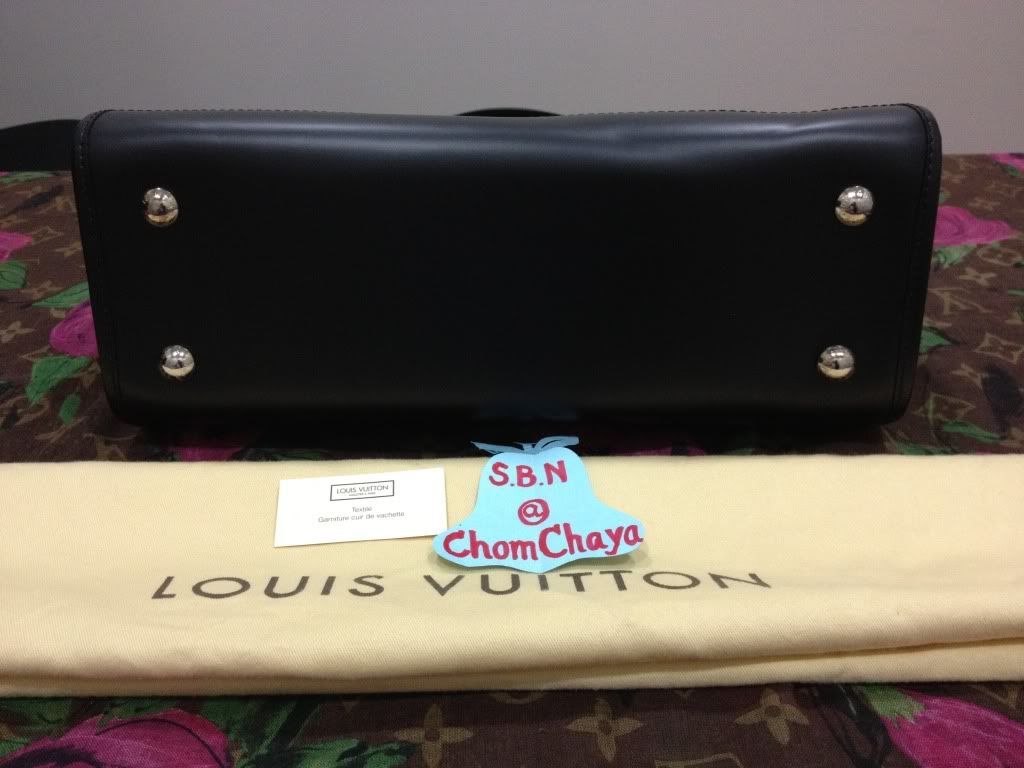 LOUIS VUITTON
Textile
Garniture cuir de vachette
S.B.N
@
ChomChaya
LOUIS VUITTON